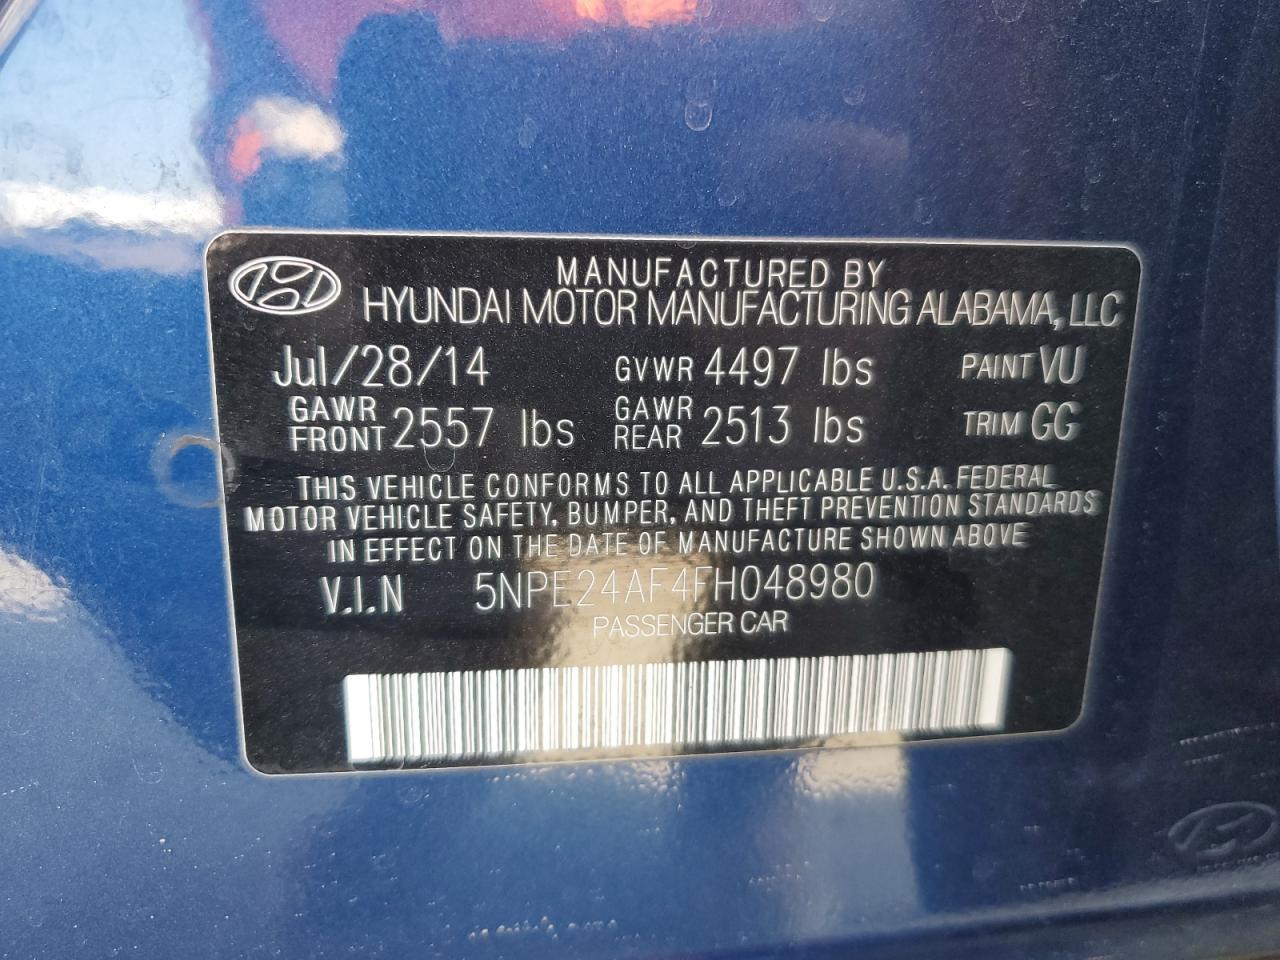 MANUFACTURED BY
HYUNDAI MOTOR MANUFACTURING ALABAMA, LLC
Jul/28/14 GVWR 4497 lbs PAINT VU
GAWR FRONT 2557 lbs GAWR REAR 2513 lbs TRIM GG
THIS VEHICLE CONFORMS TO ALL APPLICABLE U.S.A. FEDERAL
MOTOR VEHICLE SAFETY, BUMPER, AND THEFT PREVENTION STANDARDS
IN EFFECT ON THE DATE OF MANUFACTURE SHOWN ABOVE
V.I.N 5NPE24AF4FH048980
PASSENGER CAR